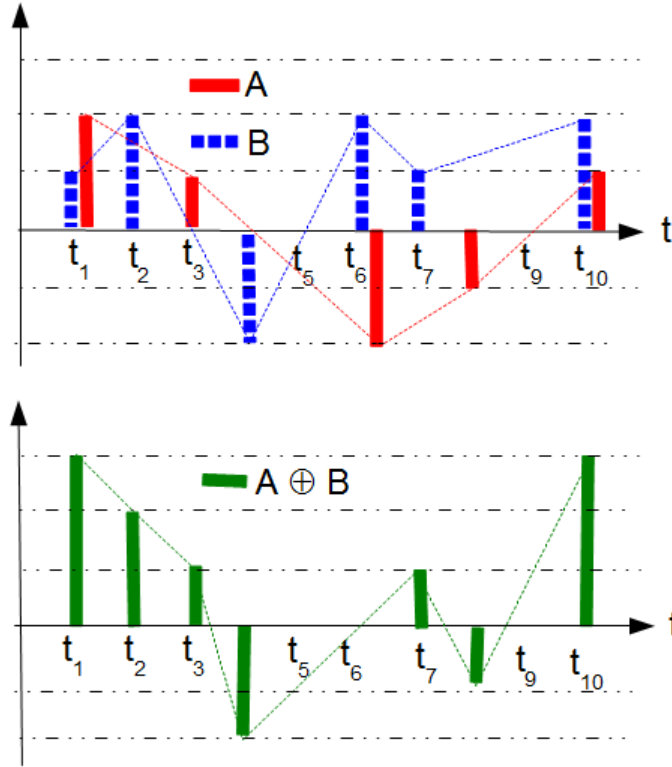 A
B
t
t₁ t₂ t₃ t₅ t₆ t₇ t₉ t₁₀
A ⊕ B
t
t₁ t₂ t₃ t₅ t₆ t₇ t₉ t₁₀